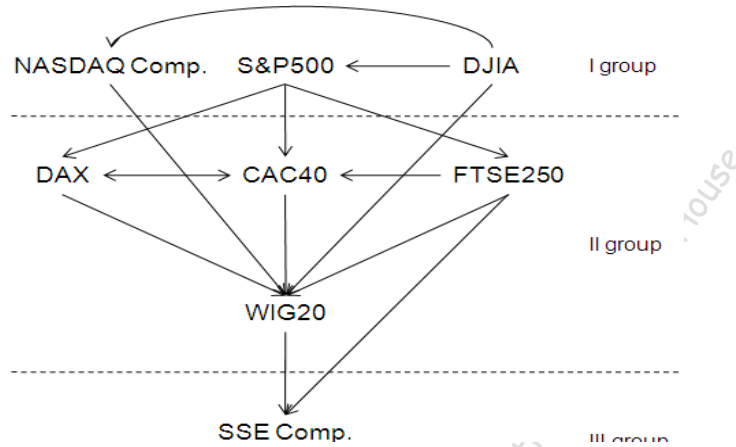 NASDAQ Comp. S&P500 DJIA I group
DAX CAC40 FTSE250
II group
WIG20
SSE Comp. III group